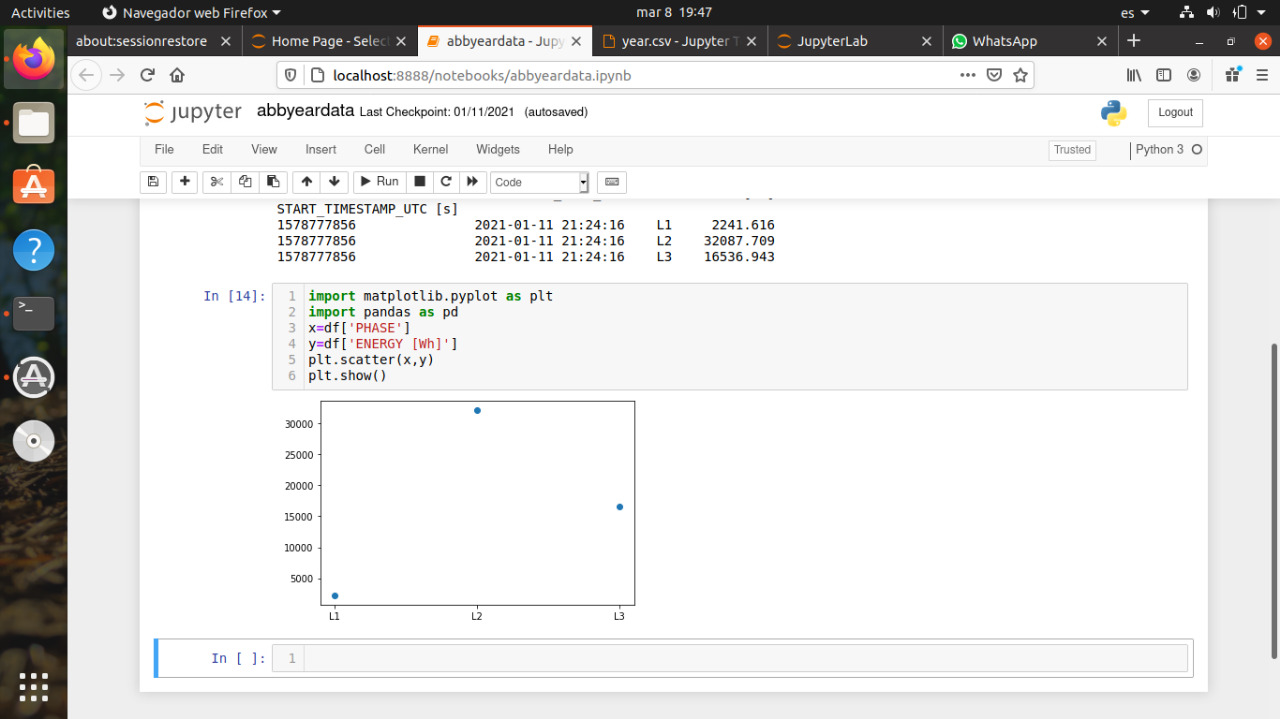 Activities Navegador web Firefox mar 8 19:47 es
about:sessionrestore Home Page - Selec abbyeardata - Jupy year.csv - Jupyter T JupyterLab WhatsApp
localhost:8888/notebooks/abbyeardata.ipynb
jupyter abbyeardata Last Checkpoint: 01/11/2021 (autosaved) Logout
File Edit View Insert Cell Kernel Widgets Help Trusted Python 3
Run Code
START_TIMESTAMP_UTC [s]
1578777856 2021-01-11 21:24:16 L1 2241.616
1578777856 2021-01-11 21:24:16 L2 32087.709
1578777856 2021-01-11 21:24:16 L3 16536.943
In [14]: 1 import matplotlib.pyplot as plt
2 import pandas as pd
3 x=df['PHASE']
4 y=df['ENERGY [Wh]']
5 plt.scatter(x,y)
6 plt.show()
30000
25000
20000
15000
10000
5000
L1 L2 L3
In [ ]: 1